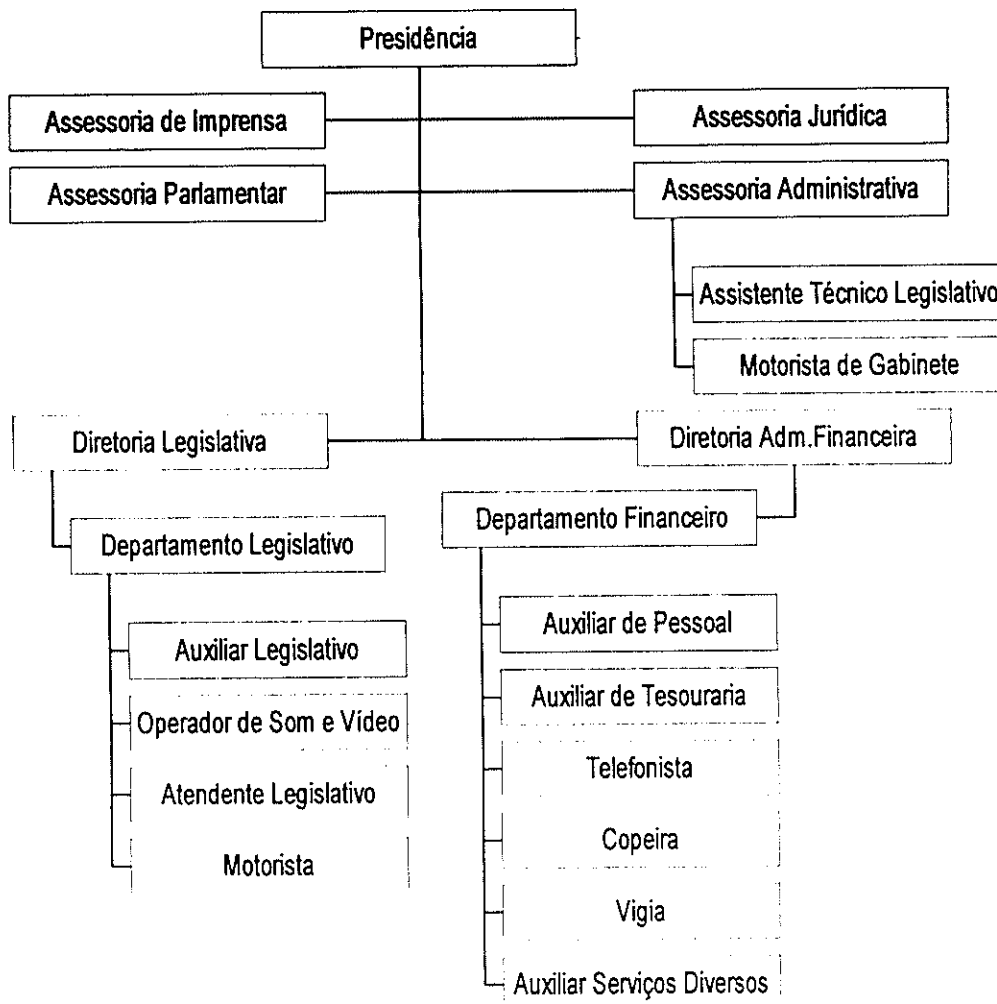 Presidência
Assessoria de Imprensa
Assessoria Jurídica
Assessoria Parlamentar
Assessoria Administrativa
Assistente Técnico Legislativo
Motorista de Gabinete
Diretoria Legislativa
Diretoria Adm.Financeira
Departamento Legislativo
Departamento Financeiro
Auxiliar Legislativo
Operador de Som e Vídeo
Atendente Legislativo
Motorista
Auxiliar de Pessoal
Auxiliar de Tesouraria
Telefonista
Copeira
Vigia
Auxiliar Serviços Diversos